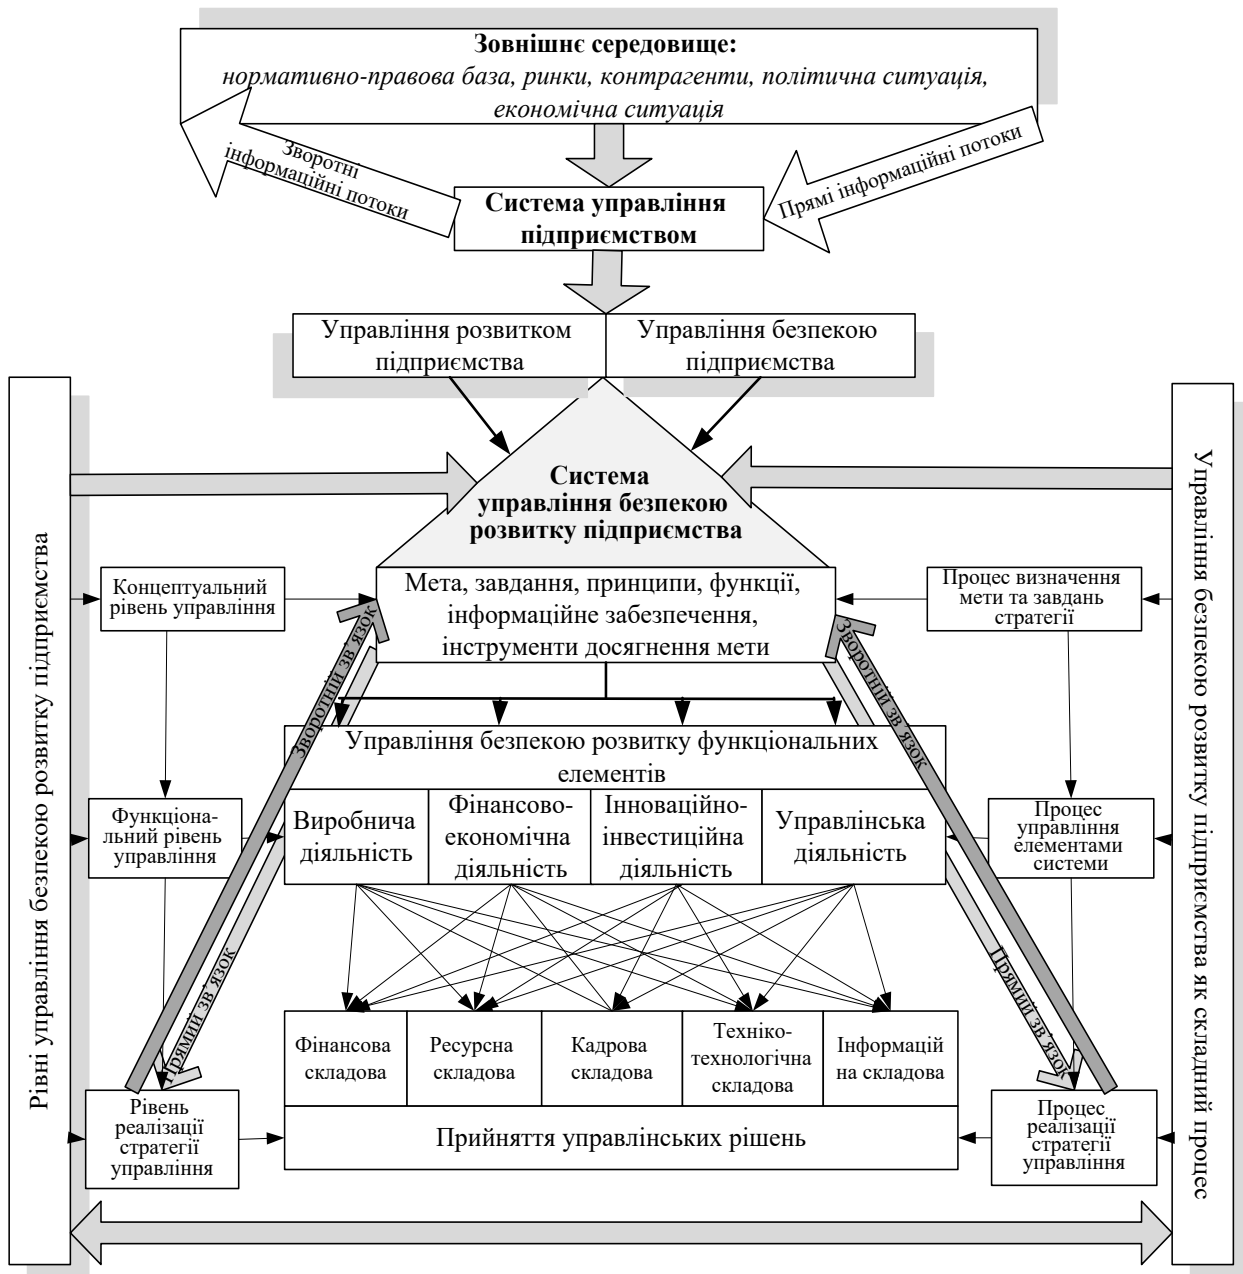 Зовнішнє середовище:
нормативно-правова база, ринки, контрагенти, політична ситуація,
економічна ситуація
Зворотні
інформаційні потоки
Прямі інформаційні потоки
Система управління
підприємством
Управління розвитком
підприємства
Управління безпекою
підприємства
Рівні управління безпекою розвитку підприємства
Управління безпекою розвитку підприємства як складний процес
Система
управління безпекою
розвитку підприємства
Концептуальний
рівень управління
Мета, завдання, принципи, функції,
інформаційне забезпечення,
інструменти досягнення мети
Процес визначення
мети та завдань
стратегії
Зворотній зв`язок
Зворотній зв`язок
Управління безпекою розвитку функціональних
елементів
Функціона-
льний рівень
управління
Виробнича
діяльність
Фінансово-
економічна
діяльність
Інноваційно-
інвестиційна
діяльність
Управлінська
діяльність
Процес
управління
елементами
системи
Прямий зв`язок
Прямий зв`язок
Фінансова
складова
Ресурсна
складова
Кадрова
складова
Техніко-
технологічна
складова
Інформацій
на складова
Рівень
реалізації
стратегії
управління
Прийняття управлінських рішень
Процес
реалізації
стратегії
управління